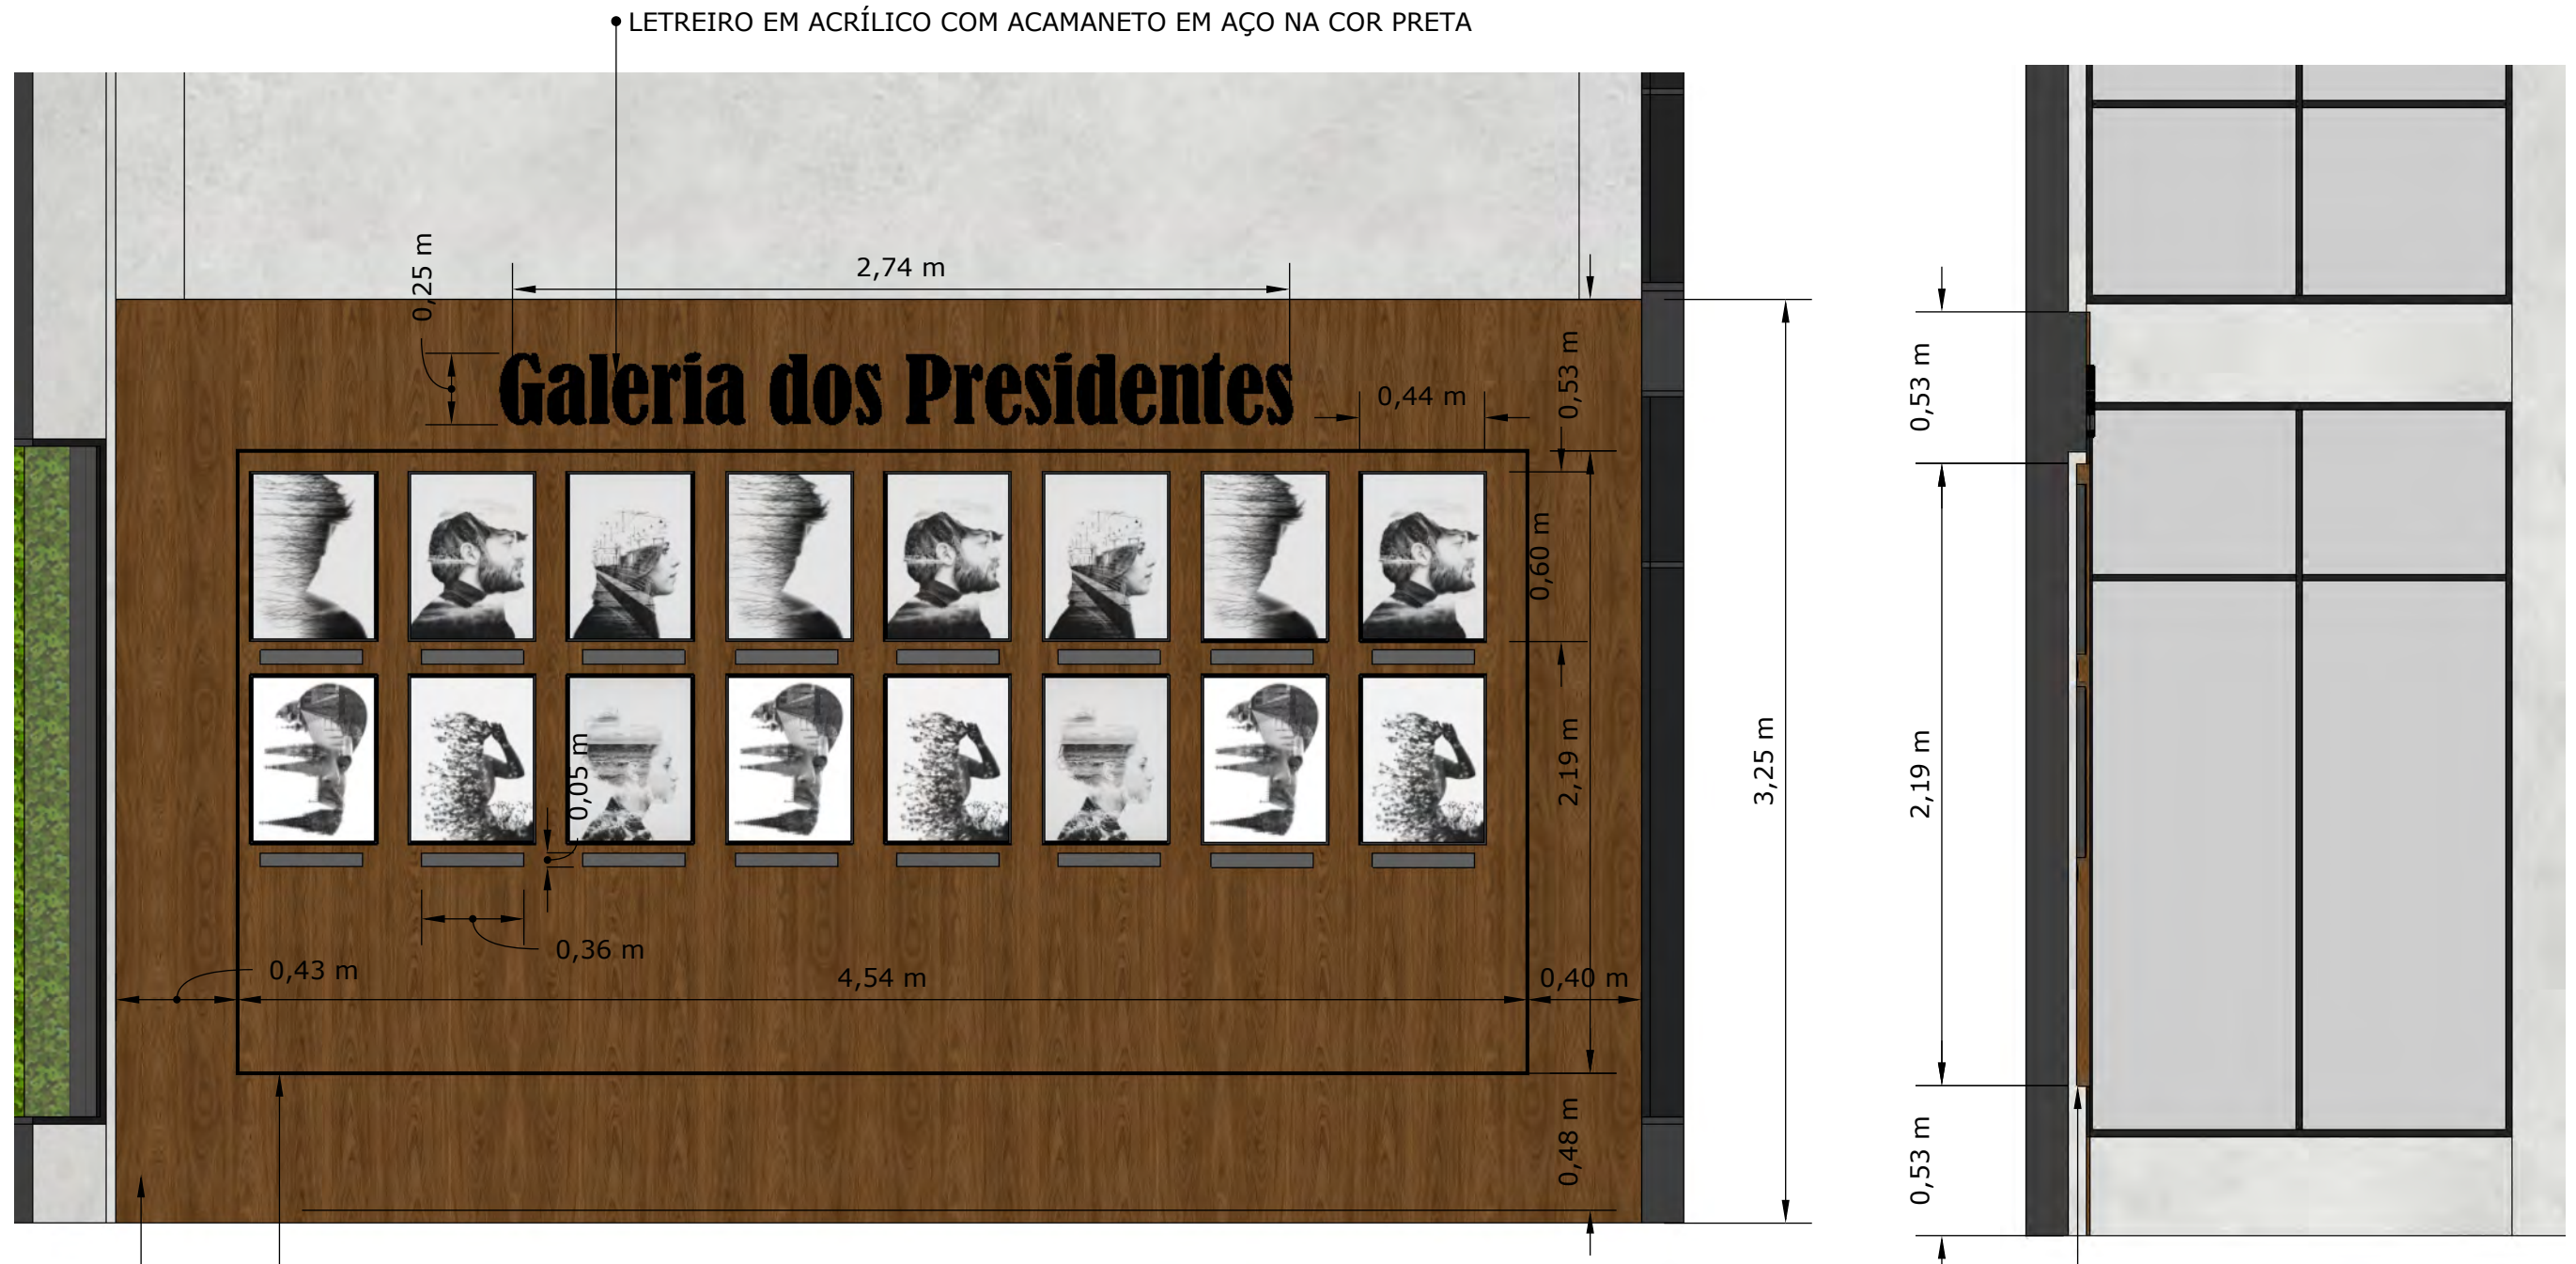 LETREIRO EM ACRÍLICO COM ACAMANETO EM AÇO NA COR PRETA
2,74 m
0,25 m
Galeria dos Presidentes
0,44 m
0,53 m
0,53 m
0,60 m
0,05 m
2,19 m
3,25 m
2,19 m
0,36 m
0,43 m
4,54 m
0,40 m
0,48 m
0,53 m